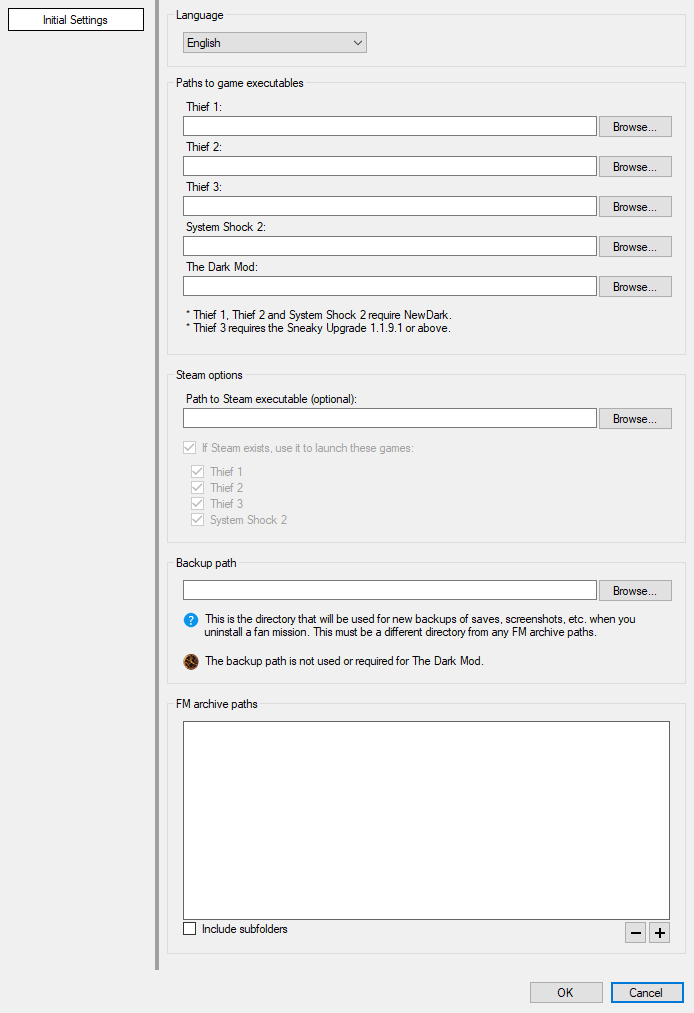 Initial Settings
Language
English
Paths to game executables
Thief 1:
Browse...
Thief 2:
Browse...
Thief 3:
Browse...
System Shock 2:
Browse...
The Dark Mod:
Browse...
* Thief 1, Thief 2 and System Shock 2 require NewDark.
* Thief 3 requires the Sneaky Upgrade 1.1.9.1 or above.
Steam options
Path to Steam executable (optional):
Browse...
If Steam exists, use it to launch these games:
Thief 1
Thief 2
Thief 3
System Shock 2
Backup path
Browse...
? This is the directory that will be used for new backups of saves, screenshots, etc. when you
uninstall a fan mission. This must be a different directory from any FM archive paths.
The backup path is not used or required for The Dark Mod.
FM archive paths
Include subfolders
OK Cancel